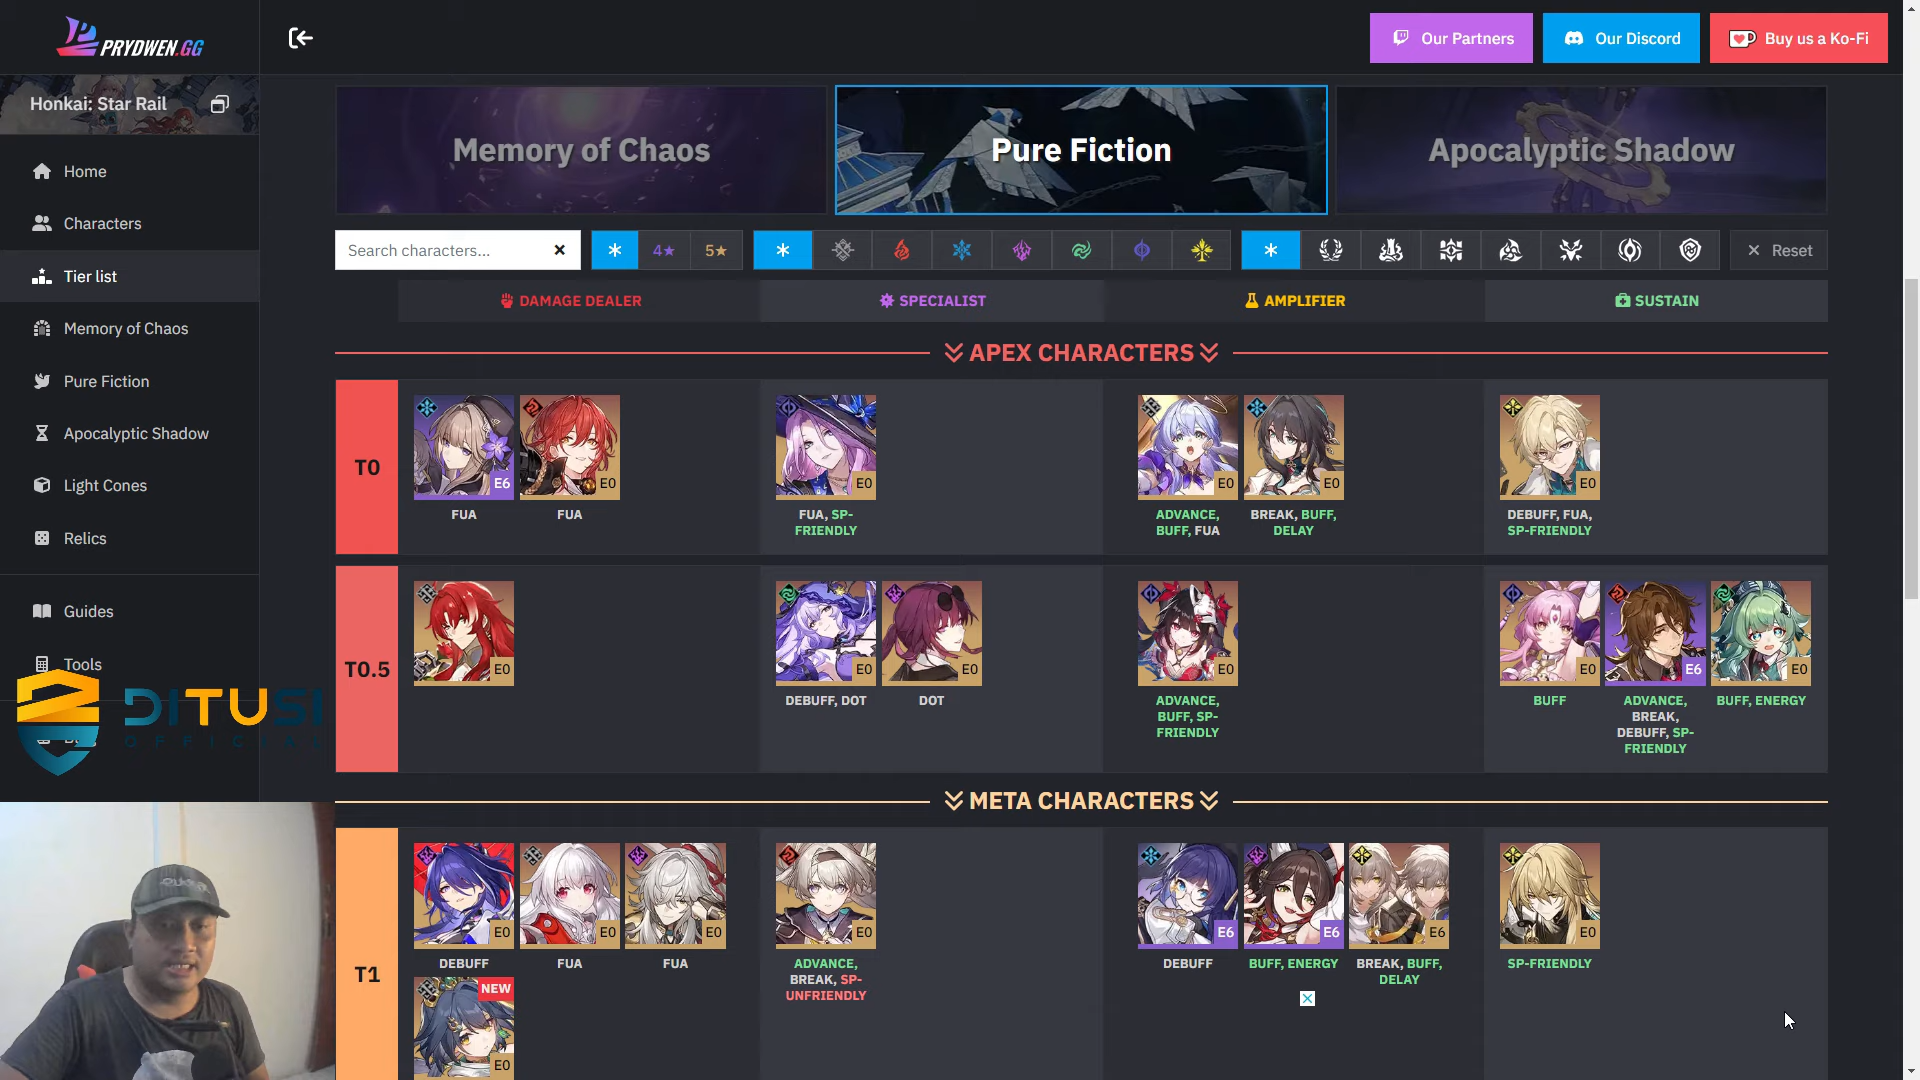 PRYDWEN.GG
Our Partners
Our Discord
Buy us a Ko-Fi
Honkai: Star Rail
Home
Characters
Tier list
Memory of Chaos
Pure Fiction
Apocalyptic Shadow
Light Cones
Relics
Guides
Tools
DITUSI
OFFICIAL
Memory of Chaos
Pure Fiction
Apocalyptic Shadow
Search characters...
4★
5★
Reset
DAMAGE DEALER
SPECIALIST
AMPLIFIER
SUSTAIN
APEX CHARACTERS
T0
E6
E0
E0
E0
E0
E0
FUA
FUA
FUA, SP-
FRIENDLY
ADVANCE,
BUFF, FUA
BREAK, BUFF,
DELAY
DEBUFF, FUA,
SP-FRIENDLY
T0.5
E0
E0
E0
E0
E0
E6
E0
DEBUFF, DOT
DOT
ADVANCE,
BUFF, SP-
FRIENDLY
BUFF
ADVANCE,
BREAK,
DEBUFF, SP-
FRIENDLY
BUFF, ENERGY
META CHARACTERS
T1
E0
E0
E0
E0
E6
E6
E6
E0
DEBUFF
FUA
FUA
ADVANCE,
BREAK, SP-
UNFRIENDLY
DEBUFF
BUFF, ENERGY
BREAK, BUFF,
DELAY
SP-FRIENDLY
NEW
E0